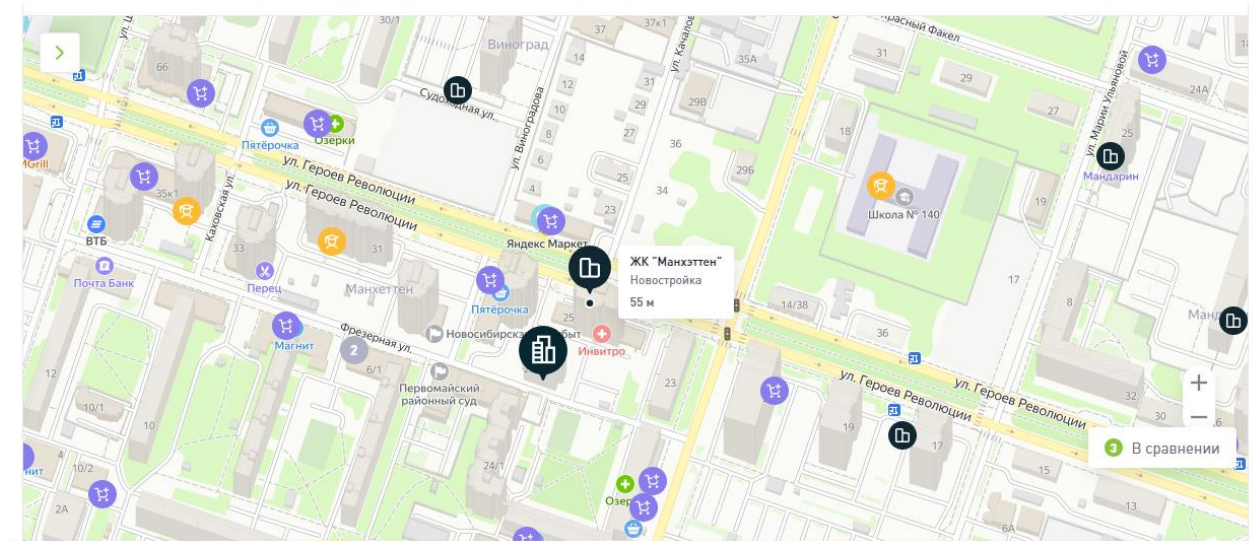 30/1
37
37к1
Красный Факел
Виноград
14
ул. Качалова
35А
31
29
66
Судоходная ул.
12
31
29В
24А
ул. Марии Ульяновой
10
29
27
Озерки
Пятёрочка
ул. Виноградова
8
27
18
25
36
MGrill
ул. Героев Революции
6
Мандарин
35к1
25
29Б
ул. Героев Революции
4
34
19
Каховская ул.
23
Школа № 140
ВТБ
33
31
Яндекс Маркет
ЖК "Манхэттен"
Новостройка
55 м
Почта Банк
Перец
Манхеттен
17
8
Пятёрочка
25
14/38
36
Магнит
Фрезерная ул.
2
Инвитро
12
6/1
Первомайский
районный суд
23
ул. Героев Революции
ул. Героев Революции
32
30
+
−
10/1
10
19
17
3 В сравнении
4
10/2
24/1
15
2А
13
6А